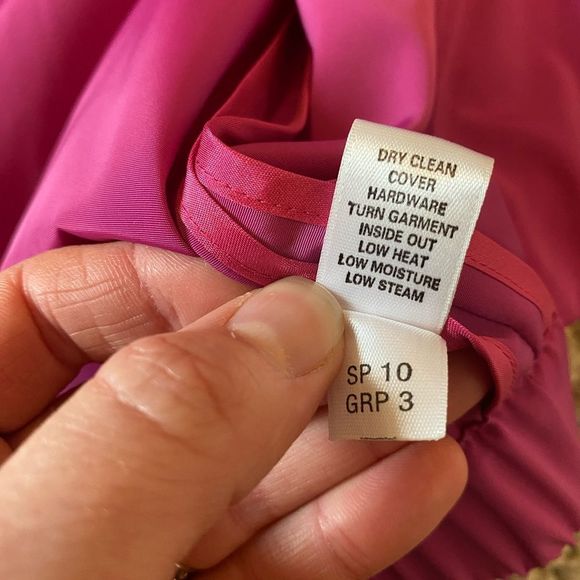 DRY CLEAN
COVER
HARDWARE
TURN GARMENT
INSIDE OUT
LOW HEAT
LOW MOISTURE
LOW STEAM
SP 10
GRP 3